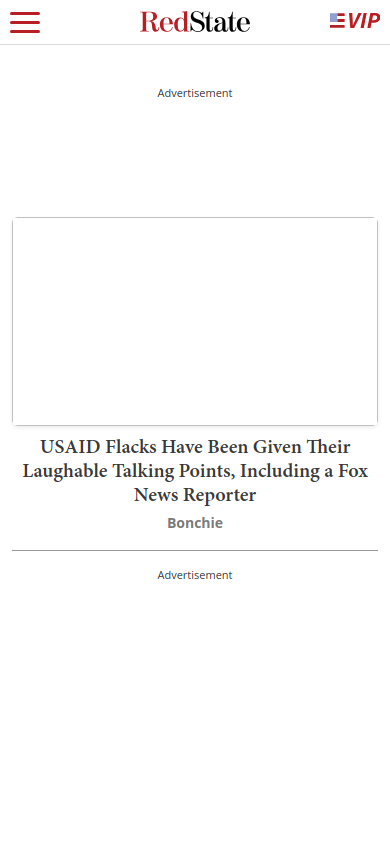 RedState
VIP
Advertisement
USAID Flacks Have Been Given Their
Laughable Talking Points, Including a Fox
News Reporter
Bonchie
Advertisement